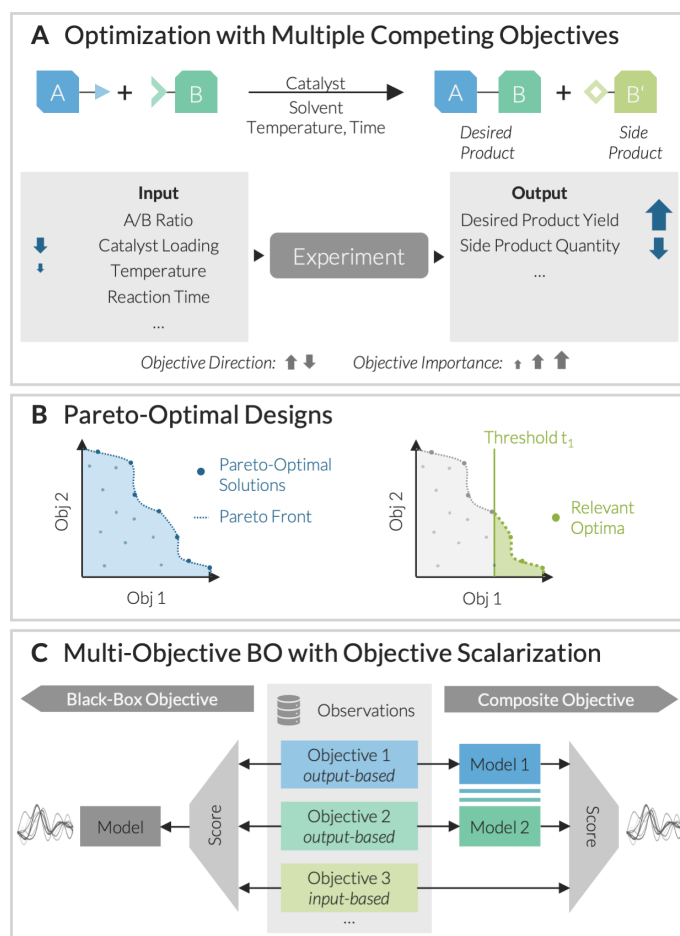 A Optimization with Multiple Competing Objectives
A
+
B
Catalyst
Solvent
Temperature, Time
A
B
+
B'
Desired
Product
Side
Product
Input
A/B Ratio
Catalyst Loading
Temperature
Reaction Time
...
Experiment
Output
Desired Product Yield
Side Product Quantity
...
Objective Direction:
Objective Importance:
B Pareto-Optimal Designs
Obj 2
Obj 1
Pareto-Optimal
Solutions
Pareto Front
Threshold t₁
Obj 2
Obj 1
Relevant
Optima
C Multi-Objective BO with Objective Scalarization
Black-Box Objective
Observations
Composite Objective
Objective 1
output-based
Model 1
Model
Score
Objective 2
output-based
Model 2
Score
Objective 3
input-based
...